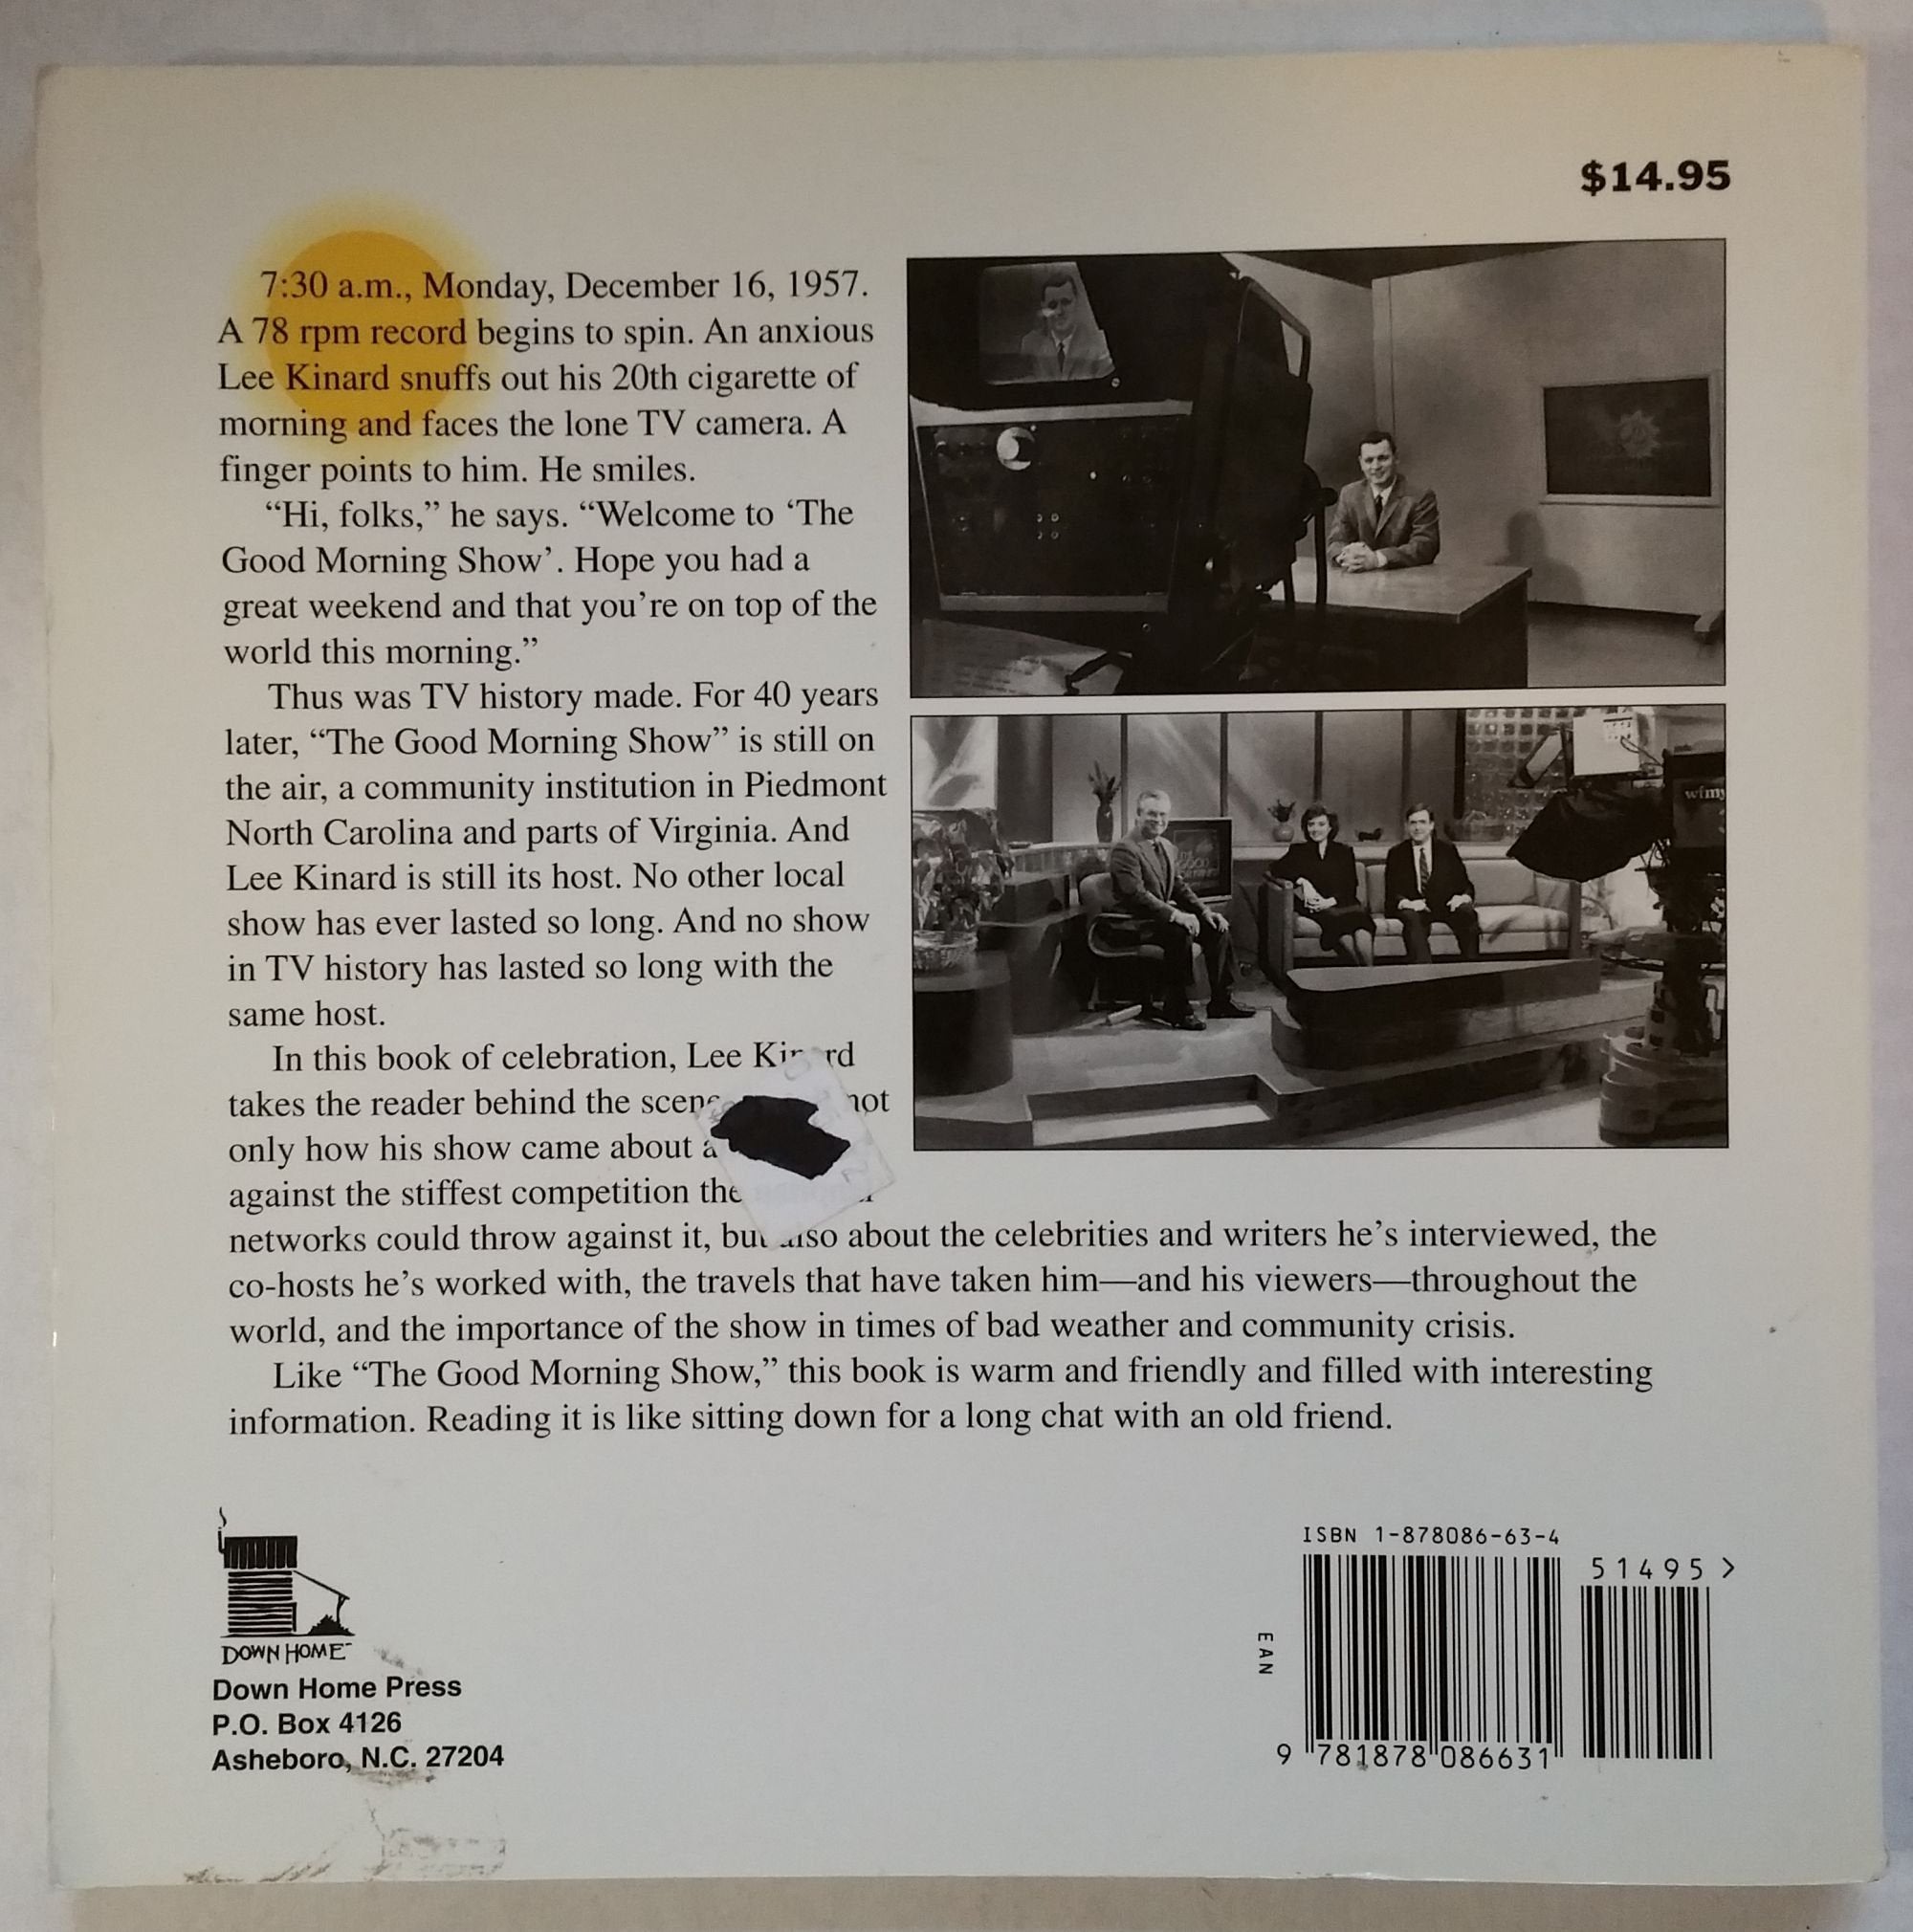 $14.95
7:30 a.m., Monday, December 16, 1957.
A 78 rpm record begins to spin. An anxious
Lee Kinard snuffs out his 20th cigarette of
morning and faces the lone TV camera. A
finger points to him. He smiles.
“Hi, folks,” he says. “Welcome to ‘The
Good Morning Show’. Hope you had a
great weekend and that you’re on top of the
world this morning.”
Thus was TV history made. For 40 years
later, “The Good Morning Show” is still on
the air, a community institution in Piedmont
North Carolina and parts of Virginia. And
Lee Kinard is still its host. No other local
show has ever lasted so long. And no show
in TV history has lasted so long with the
same host.
In this book of celebration, Lee
takes the reader behind the not
only how his show came about
against the stiffest competition
networks could throw against it, but also about the celebrities and writers he’s interviewed, the
co-hosts he’s worked with, the travels that have taken him—and his viewers—throughout the
world, and the importance of the show in times of bad weather and community crisis.
Like “The Good Morning Show,” this book is warm and friendly and filled with interesting
information. Reading it is like sitting down for a long chat with an old friend.
wfmy
DOWN HOME
Down Home Press
P.O. Box 4126
Asheboro, N.C. 27204
ISBN 1-878086-63-4
51495 >
EAN
9 781878 086631